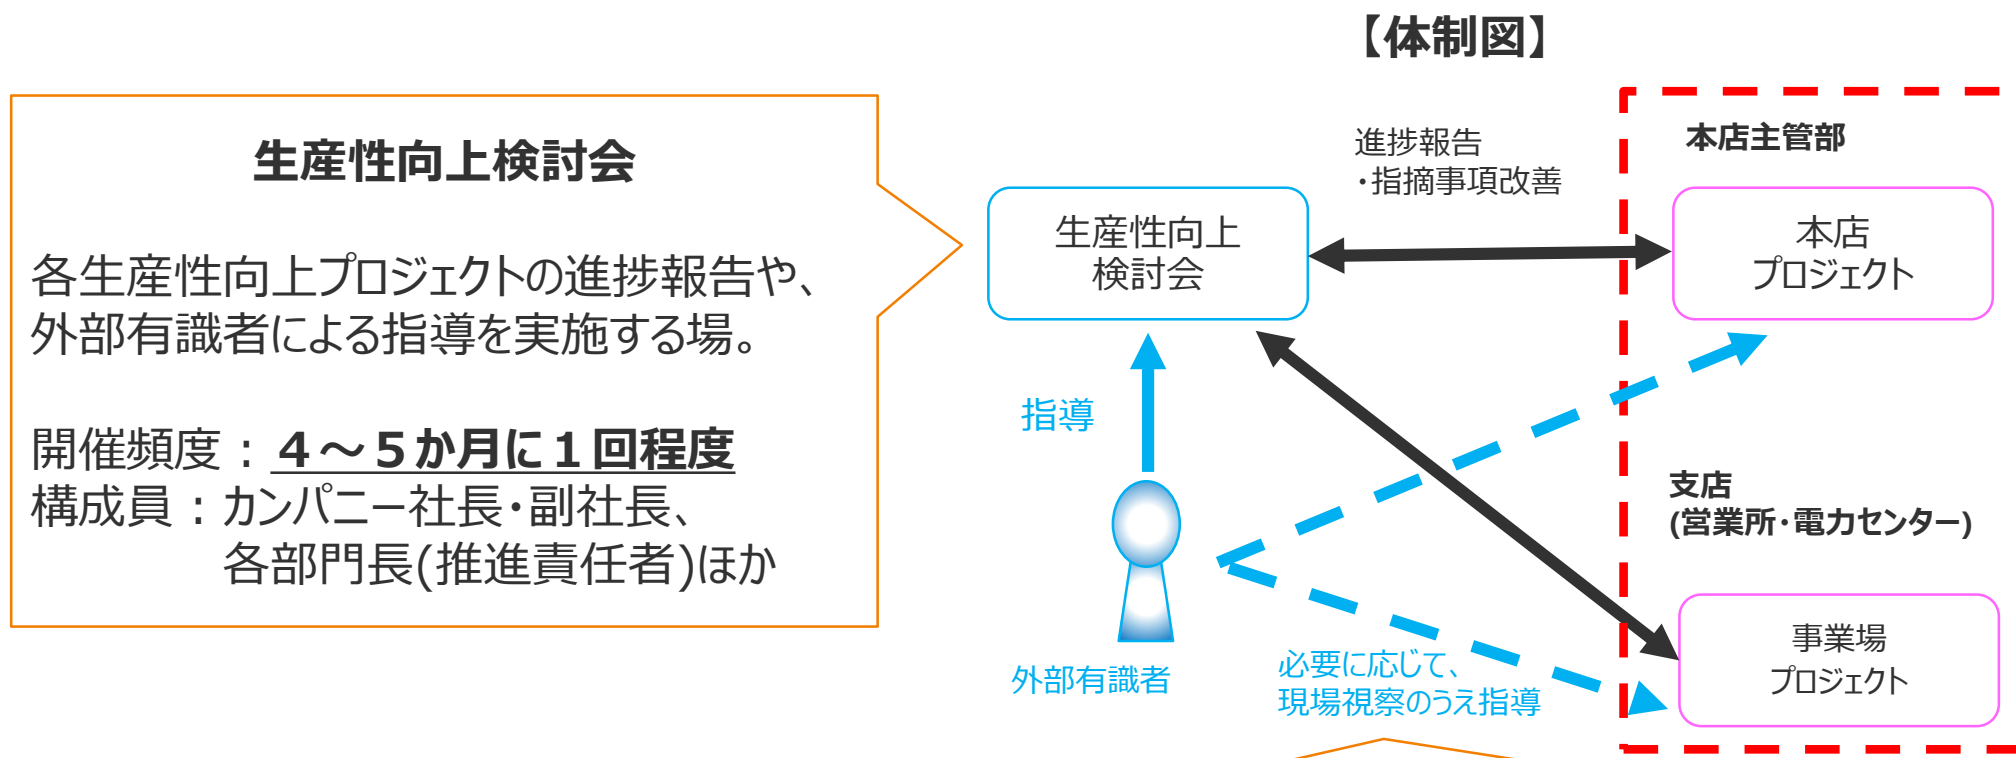 【体制図】
生産性向上検討会
各生産性向上プロジェクトの進捗報告や、
外部有識者による指導を実施する場。
開催頻度：４～５か月に１回程度
構成員：カンパニー社長・副社長、
各部門長(推進責任者)ほか
生産性向上
検討会
進捗報告
・指摘事項改善
本店主管部
本店
プロジェクト
指導
外部有識者
必要に応じて、
現場視察のうえ指導
支店
(営業所・電力センター)
事業場
プロジェクト